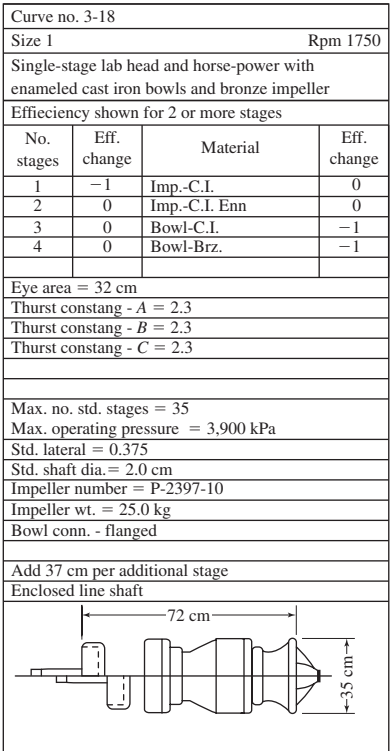 Curve no. 3-18
Size 1 Rpm 1750
Single-stage lab head and horse-power with
enameled cast iron bowls and bronze impeller
Effieciency shown for 2 or more stages
No. stages Eff. change Material Eff. change
1 −1 Imp.-C.I. 0
2 0 Imp.-C.I. Enn 0
3 0 Bowl-C.I. −1
4 0 Bowl-Brz. −1
Eye area = 32 cm
Thurst constang - A = 2.3
Thurst constang - B = 2.3
Thurst constang - C = 2.3
Max. no. std. stages = 35
Max. operating pressure = 3,900 kPa
Std. lateral = 0.375
Std. shaft dia.= 2.0 cm
Impeller number = P-2397-10
Impeller wt. = 25.0 kg
Bowl conn. - flanged
Add 37 cm per additional stage
Enclosed line shaft
72 cm
35 cm